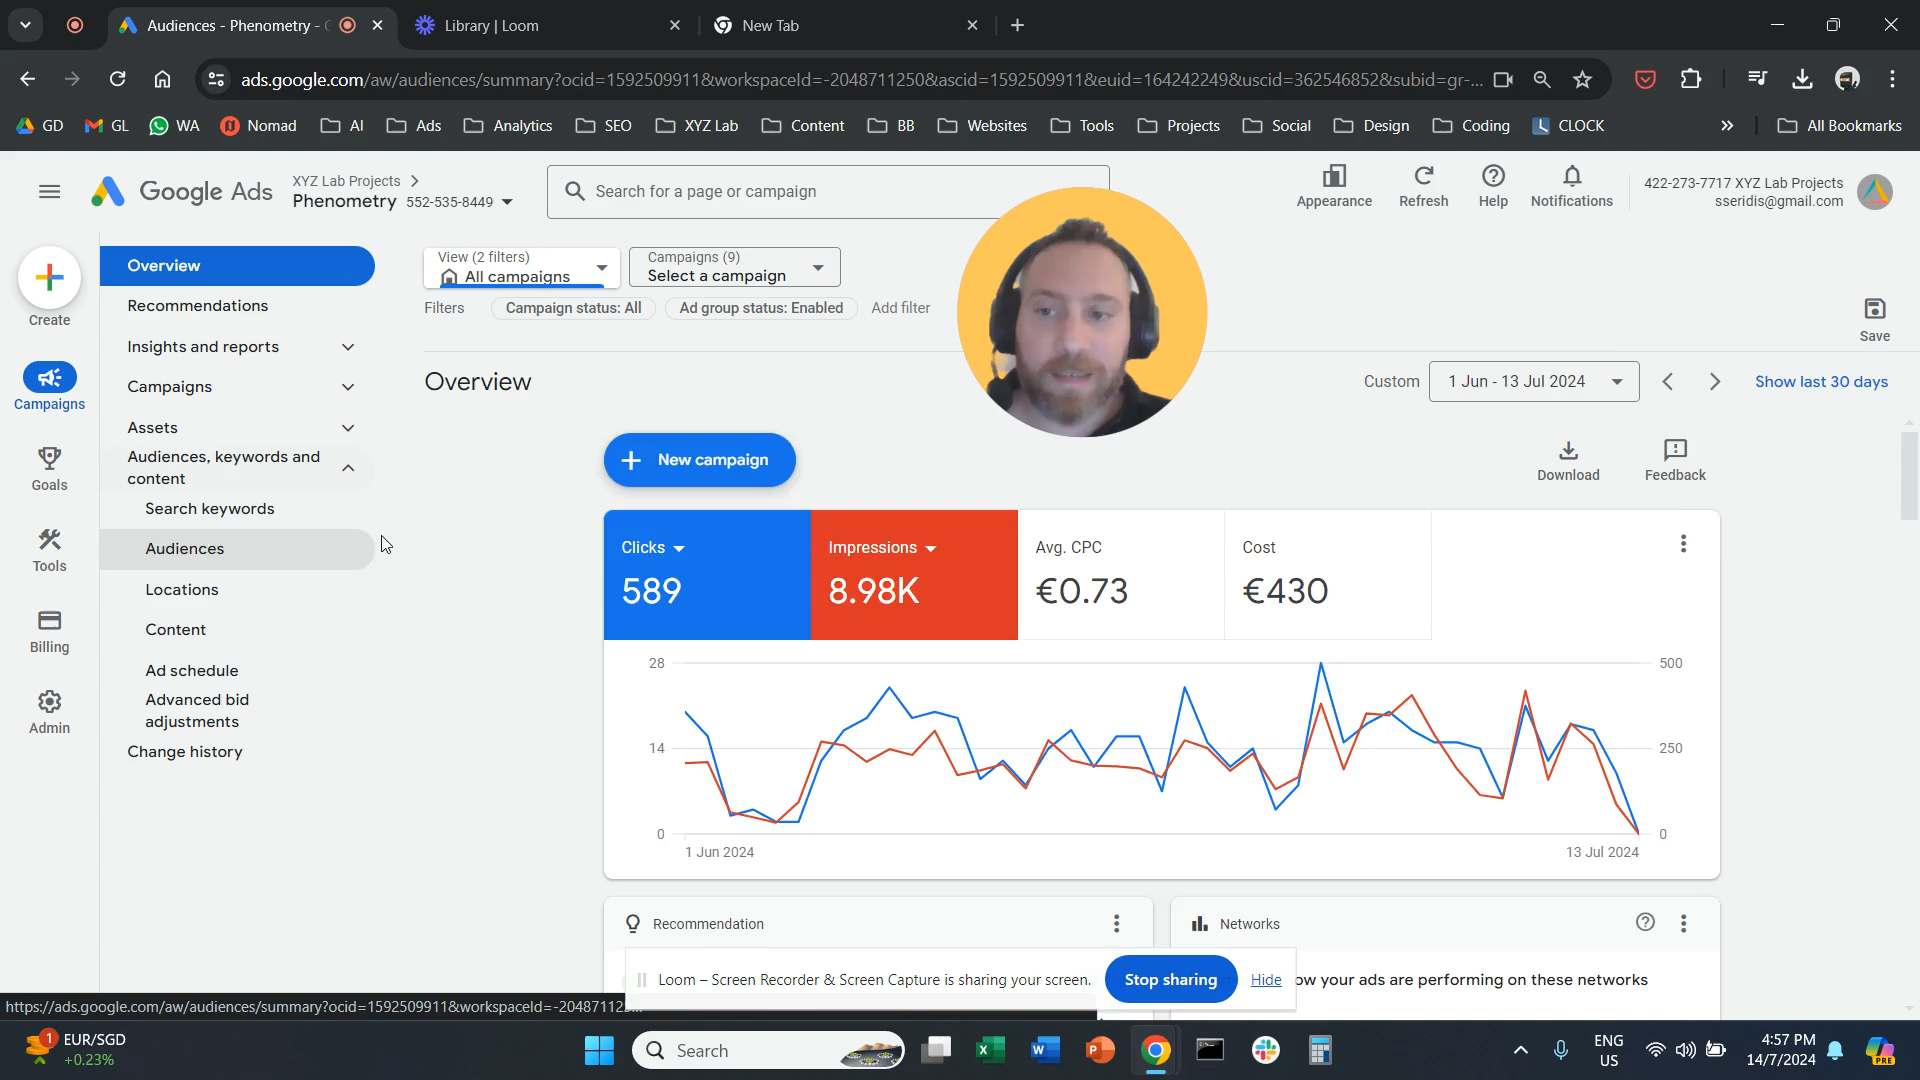 Audiences - Phenometry - G
Library | Loom
New Tab
ads.google.com/aw/audiences/summary?ocid=1592509911&workspaceId=-2048711250&ascid=1592509911&euid=164242249&uscid=362546852&subid=gr-...
GD
GL
WA
Nomad
AI
Ads
Analytics
SEO
XYZ Lab
Content
BB
Websites
Tools
Projects
Social
Design
Coding
CLOCK
All Bookmarks
Google Ads
XYZ Lab Projects
Phenometry 552-535-8449
Search for a page or campaign
Appearance
Refresh
Help
Notifications
422-273-7717 XYZ Lab Projects
sseridis@gmail.com
Create
Campaigns
Goals
Tools
Billing
Admin
Overview
Recommendations
Insights and reports
Campaigns
Assets
Audiences, keywords and
content
Search keywords
Audiences
Locations
Content
Ad schedule
Advanced bid
adjustments
Change history
View (2 filters)
All campaigns
Campaigns (9)
Select a campaign
Filters
Campaign status: All
Ad group status: Enabled
Add filter
Save
Overview
Custom
1 Jun - 13 Jul 2024
Show last 30 days
New campaign
Download
Feedback
Clicks
589
Impressions
8.98K
Avg. CPC
€0.73
Cost
€430
28
500
14
250
0
0
1 Jun 2024
13 Jul 2024
Recommendation
Networks
Loom – Screen Recorder & Screen Capture is sharing your screen.
Stop sharing
Hide
ow your ads are performing on these networks
https://ads.google.com/aw/audiences/summary?ocid=1592509911&workspaceId=-204871125...
1
EUR/SGD
+0.23%
Search
ENG
US
4:57 PM
14/7/2024
PRE